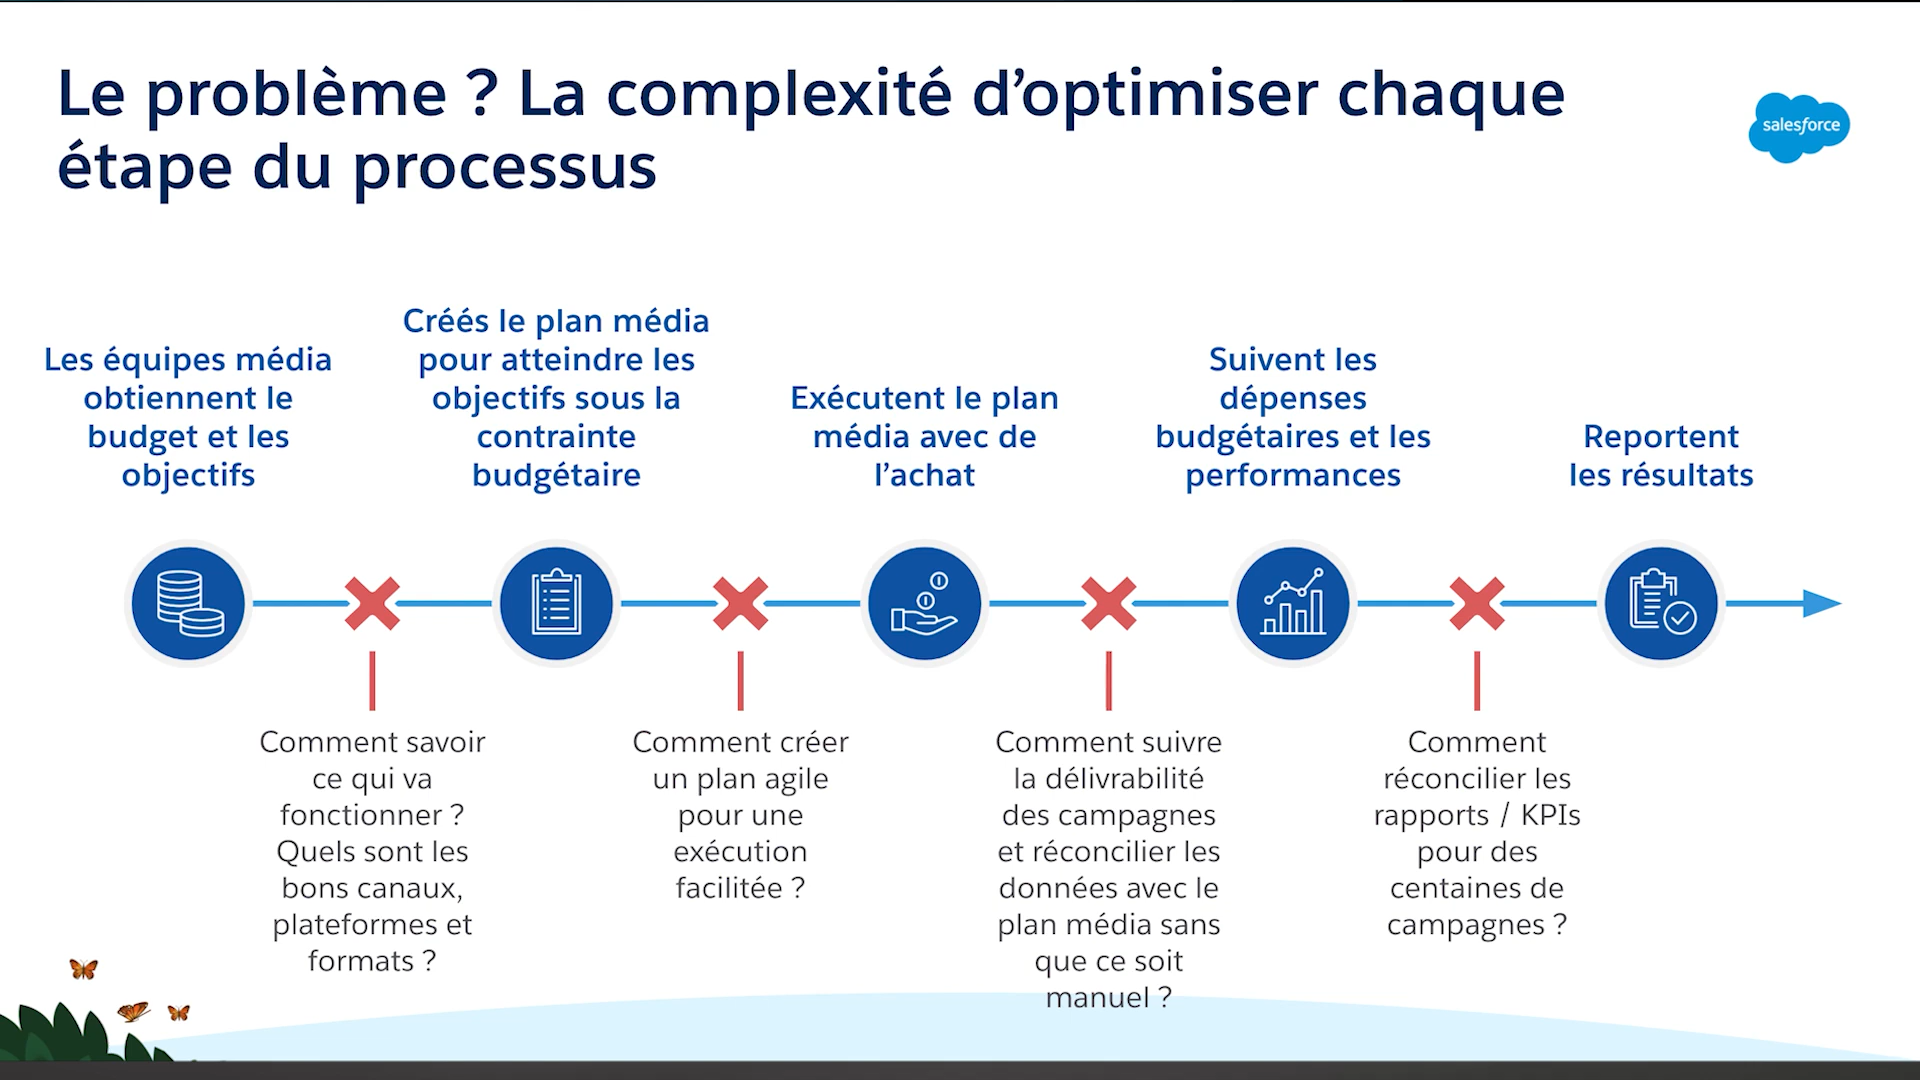 Le problème ? La complexité d’optimiser chaque
étape du processus
salesforce
Les équipes média
obtiennent le
budget et les
objectifs
Créés le plan média
pour atteindre les
objectifs sous la
contrainte
budgétaire
Exécutent le plan
média avec de
l’achat
Suivent les
dépenses
budgétaires et les
performances
Reportent
les résultats
Comment savoir
ce qui va
fonctionner ?
Quels sont les
bons canaux,
plateformes et
formats ?
Comment créer
un plan agile
pour une
exécution
facilitée ?
Comment suivre
la délivrabilité
des campagnes
et réconcilier les
données avec le
plan média sans
que ce soit
manuel ?
Comment
réconcilier les
rapports / KPIs
pour des
centaines de
campagnes ?